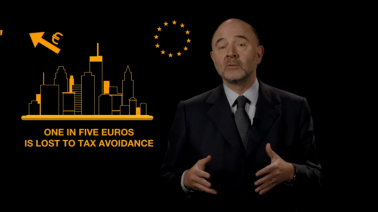 €
ONE IN FIVE EUROS
IS LOST TO TAX AVOIDANCE